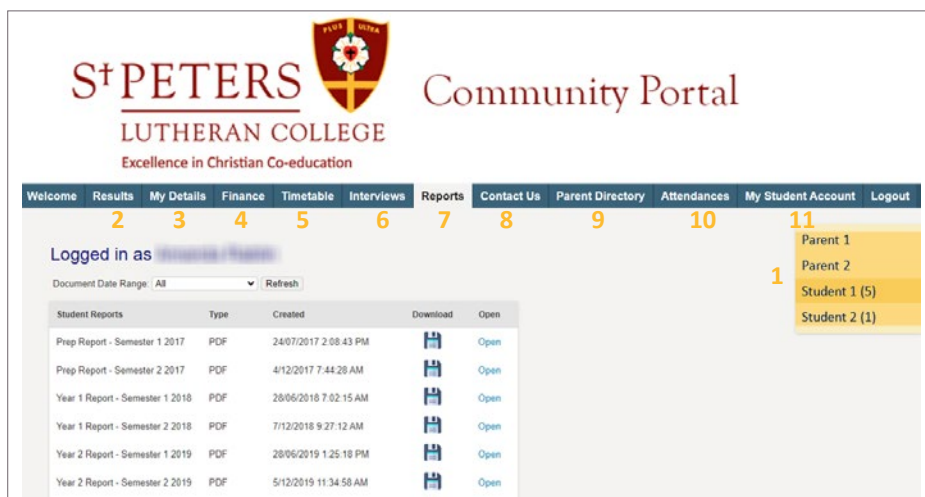 PLUS ULTRA
St PETERS
LUTHERAN COLLEGE
Excellence in Christian Co-education
Community Portal
Welcome Results My Details Finance Timetable Interviews Reports Contact Us Parent Directory Attendances My Student Account Logout
2 3 4 5 6 7 8 9 10 11
Logged in as
Document Date Range: All Refresh
1
Parent 1
Parent 2
Student 1 (5)
Student 2 (1)
Student Reports Type Created Download Open
Prep Report - Semester 1 2017 PDF 24/07/2017 2:08:43 PM Open
Prep Report - Semester 2 2017 PDF 4/12/2017 7:44:28 AM Open
Year 1 Report - Semester 1 2018 PDF 28/06/2018 7:02:15 AM Open
Year 1 Report - Semester 2 2018 PDF 7/12/2018 9:27:12 AM Open
Year 2 Report - Semester 1 2019 PDF 28/06/2019 1:25:18 PM Open
Year 2 Report - Semester 2 2019 PDF 5/12/2019 11:34:58 AM Open